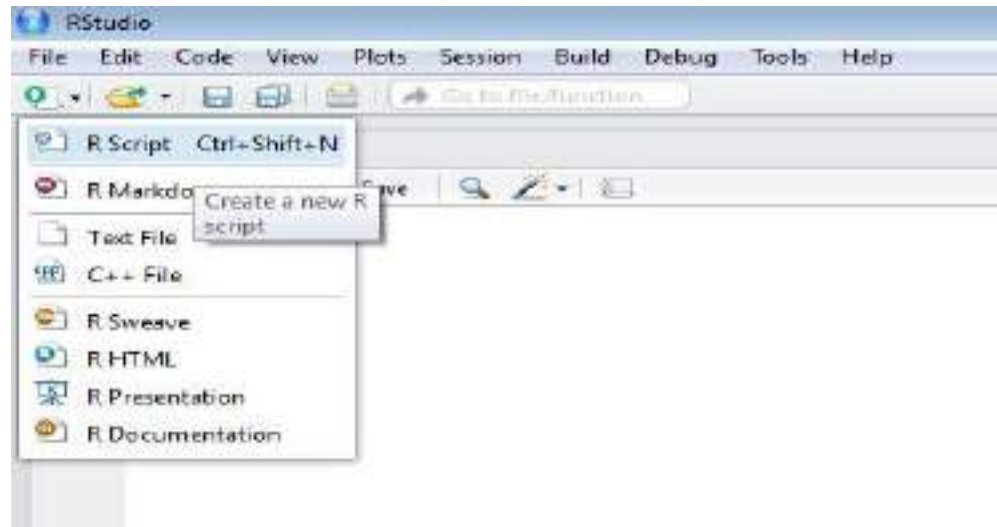 RStudio
File Edit Code View Plots Session Build Debug Tools Help
Go to file/function
R Script Ctrl+Shift+N
R Markdo
Create a new R
script
ve
Text File
C++ File
R Sweave
R HTML
R Presentation
R Documentation